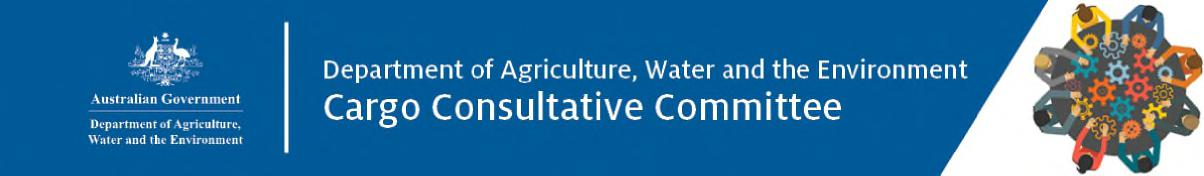 Australian Government
Department of Agriculture,
Water and the Environment
Department of Agriculture, Water and the Environment
Cargo Consultative Committee